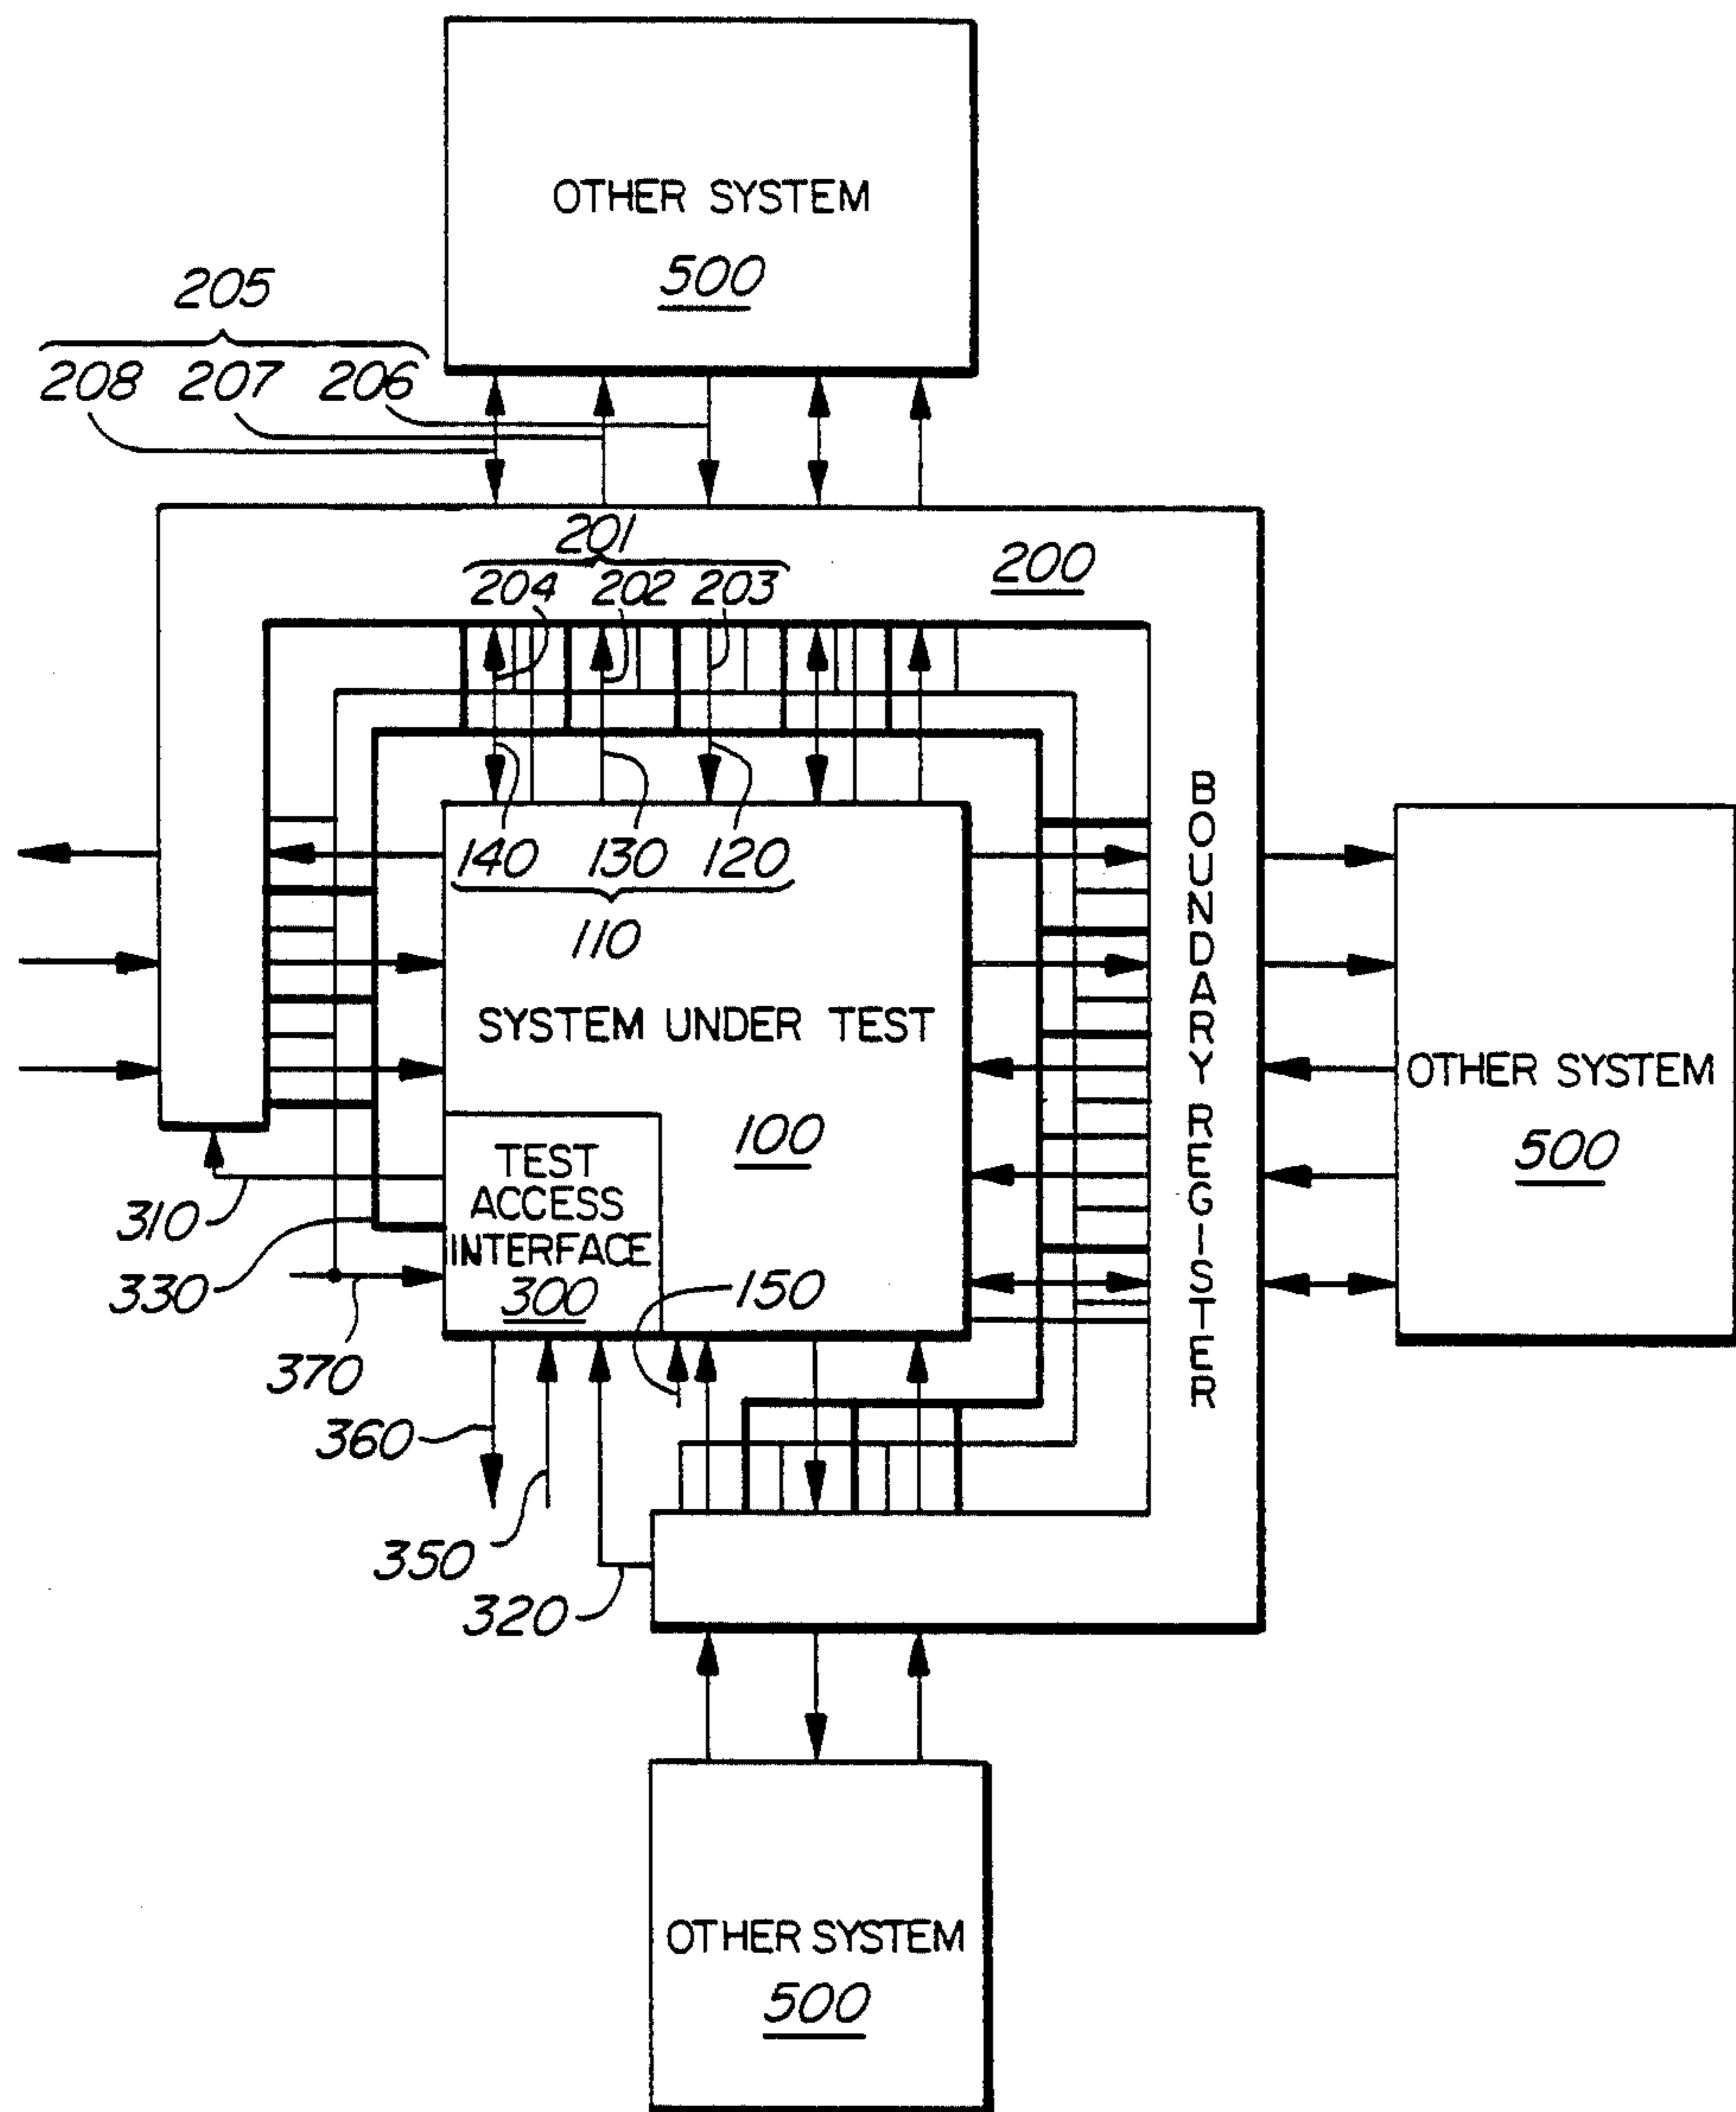 OTHER SYSTEM
500
205
208 207 206
201
204 202 203
200
140 130 120
110
SYSTEM UNDER TEST
100
TEST
ACCESS
INTERFACE
300
BOUNDARY REGISTER
OTHER SYSTEM
500
310
330
150
370
360
350
320
OTHER SYSTEM
500